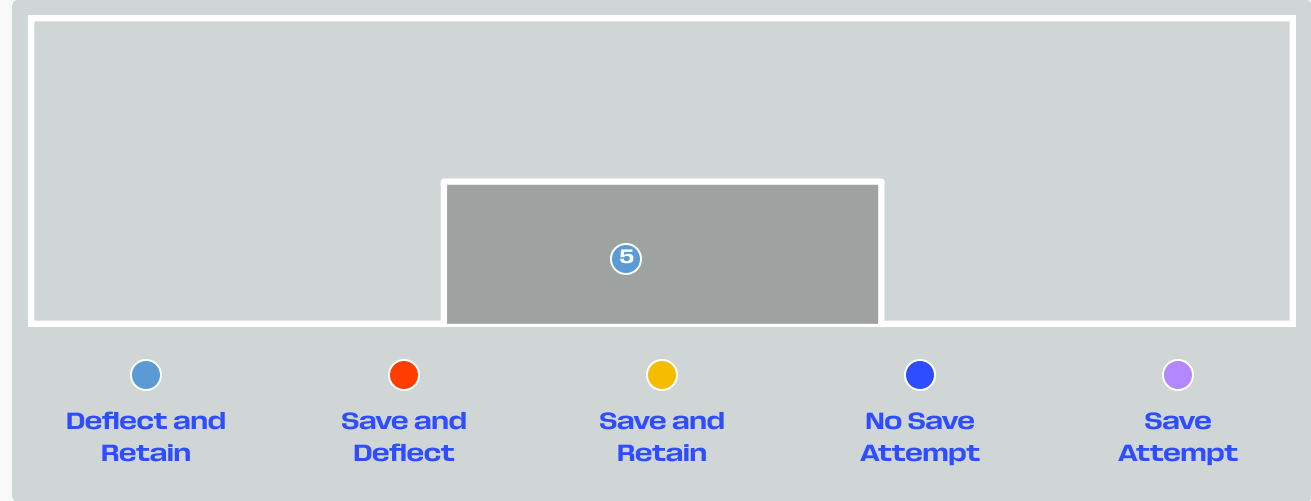 5
Deflect and
Retain
Save and
Deflect
Save and
Retain
No Save
Attempt
Save
Attempt